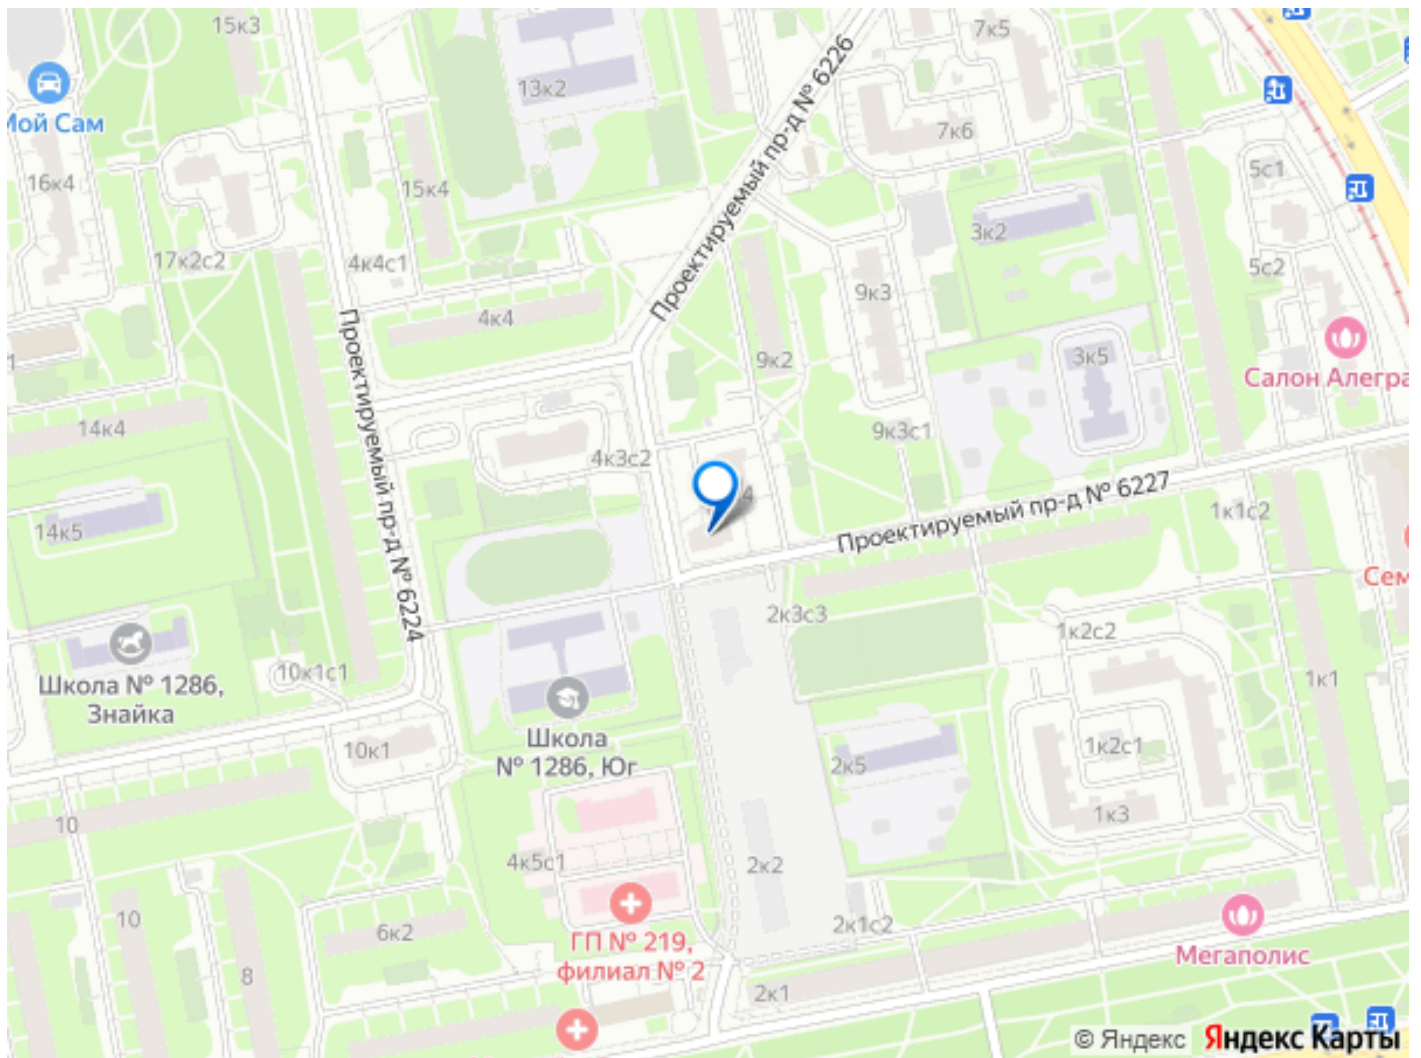 15к3
7к5
Проектируемый пр-д № 6226
13к2
Мой Сам
7к6
16к4
15к4
5с1
3к2
17к2с2
4к4с1
5с2
9к3
4к4
Проектируемый пр-д № 6224
9к2
3к5
Салон Алегра
14к4
9к3с1
4к3с2
Проектируемый пр-д № 6227
1к1с2
14к5
Сем
2к3с3
1к2с2
Школа № 1286,
Знайка
10к1с1
1к1
Школа
№ 1286, Юг
10к1
1к2с1
2к5
1к3
10
4к5с1
2к2
10
6к2
2к1с2
ГП № 219,
филиал № 2
Мегаполис
8
2к1
© Яндекс Яндекс Карты